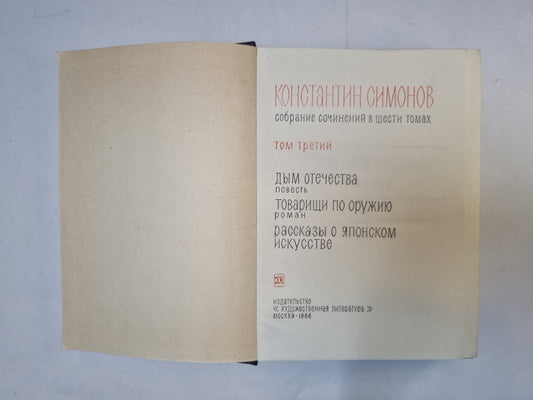 КОНСТАНТИН СИМОНОВ
СОБРАНИЕ СОЧИНЕНИЙ В ШЕСТИ ТОМАХ
ТОМ ТРЕТИЙ
ДЫМ ОТЕЧЕСТВА
ПОВЕСТЬ
ТОВАРИЩИ ПО ОРУЖИЮ
РОМАН
РАССКАЗЫ О ЯПОНСКОМ
ИСКУССТВЕ
ИЗДАТЕЛЬСТВО
« ХУДОЖЕСТВЕННАЯ ЛИТЕРАТУРА »
МОСКВА · 1966